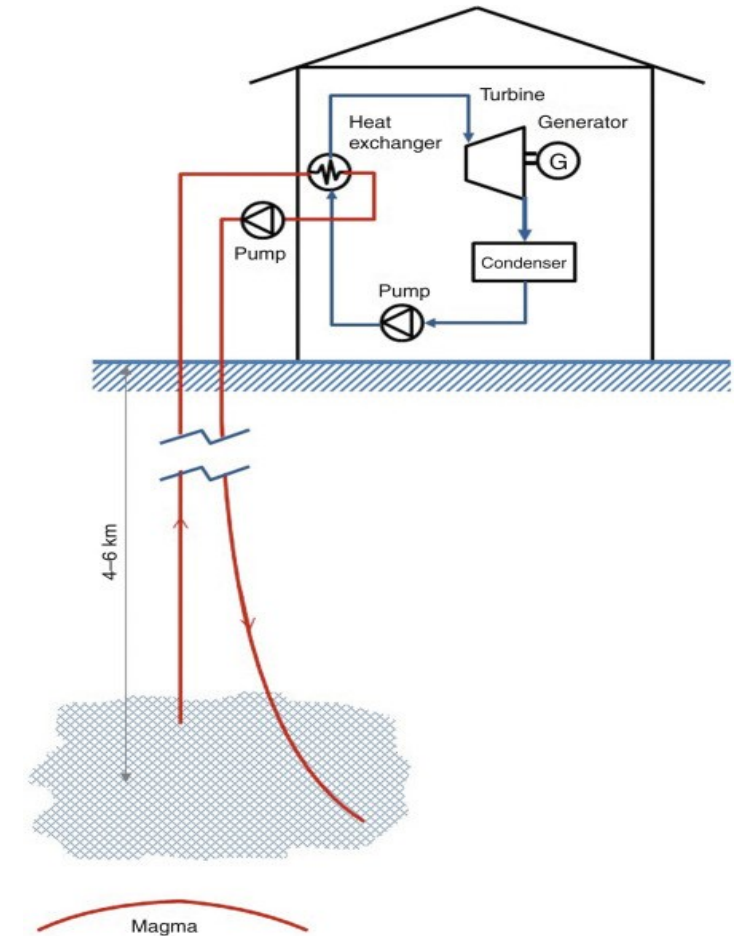 Turbine
Heat
exchanger
Generator
G
Pump
Condenser
Pump
4–6 km
Magma